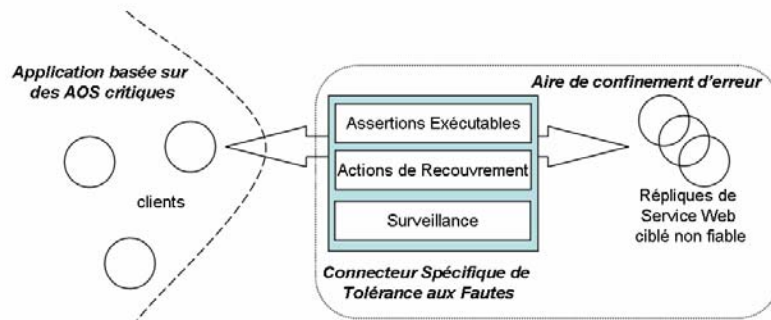 Application basée sur
des AOS critiques
clients
Assertions Exécutables
Actions de Recouvrement
Surveillance
Connecteur Spécifique de
Tolérance aux Fautes
Aire de confinement d'erreur
Répliques de
Service Web
ciblé non fiable